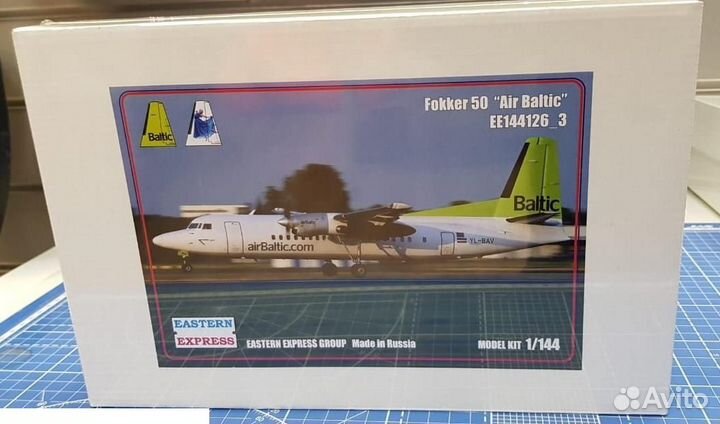 Fokker 50 "Air Baltic"
EE144126_3
Baltic
Baltic
airBaltic
airBaltic.com
YL-BAV
EASTERN
EXPRESS
EASTERN EXPRESS GROUP Made in Russia
MODEL KIT 1/144
Avito